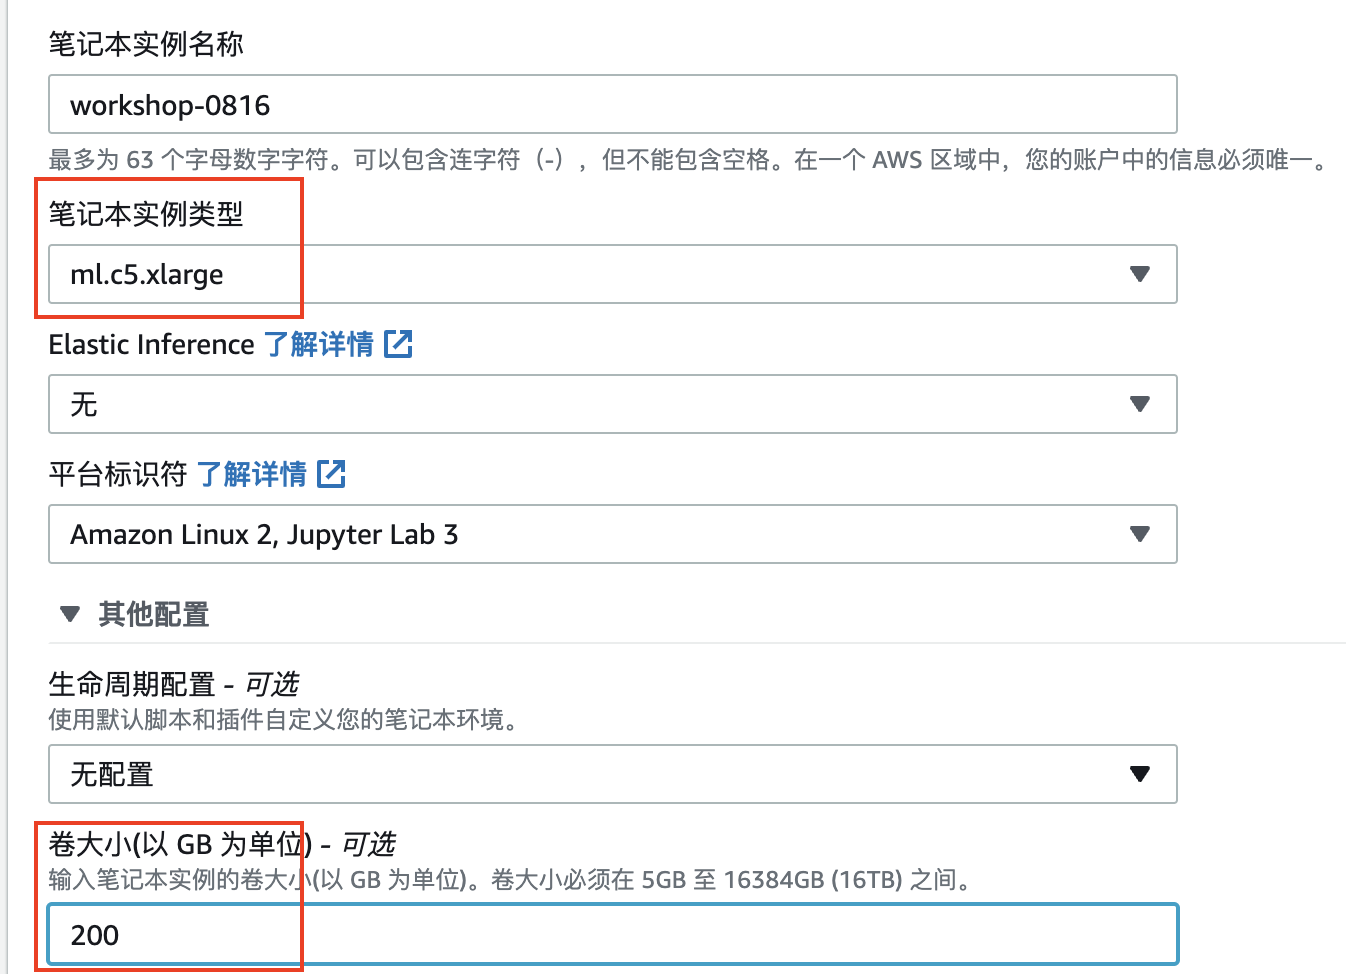 笔记本实例名称
workshop-0816
最多为 63 个字母数字字符。可以包含连字符（-），但不能包含空格。在一个 AWS 区域中，您的账户中的信息必须唯一。
笔记本实例类型
ml.c5.xlarge
Elastic Inference 了解详情
无
平台标识符 了解详情
Amazon Linux 2, Jupyter Lab 3
其他配置
生命周期配置 - 可选
使用默认脚本和插件自定义您的笔记本环境。
无配置
卷大小(以 GB 为单位) - 可选
输入笔记本实例的卷大小(以 GB 为单位)。卷大小必须在 5GB 至 16384GB (16TB) 之间。
200